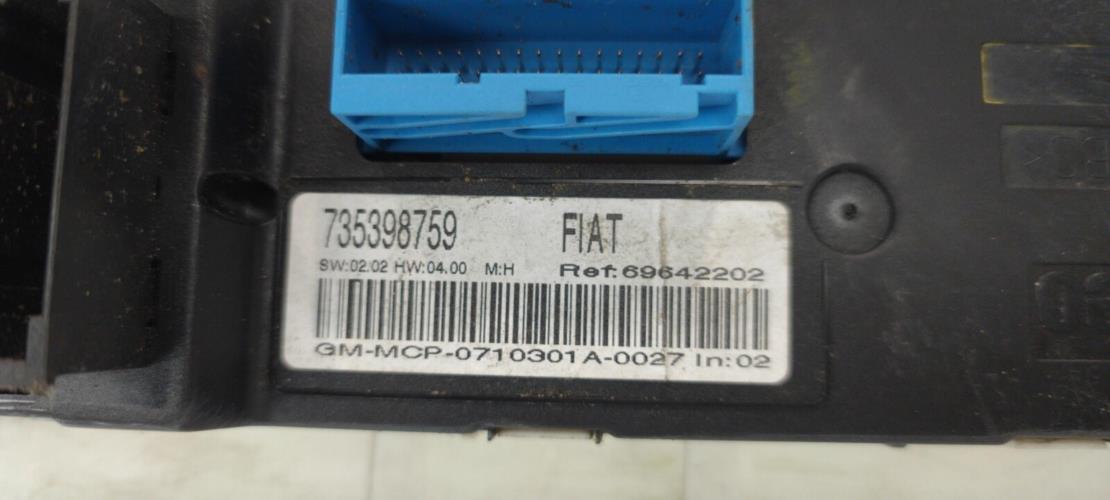 735398759 FIAT
SW:02.02 HW:04.00 M:H Ref:69642202
GM-MCP-0710301A-0027 In:02